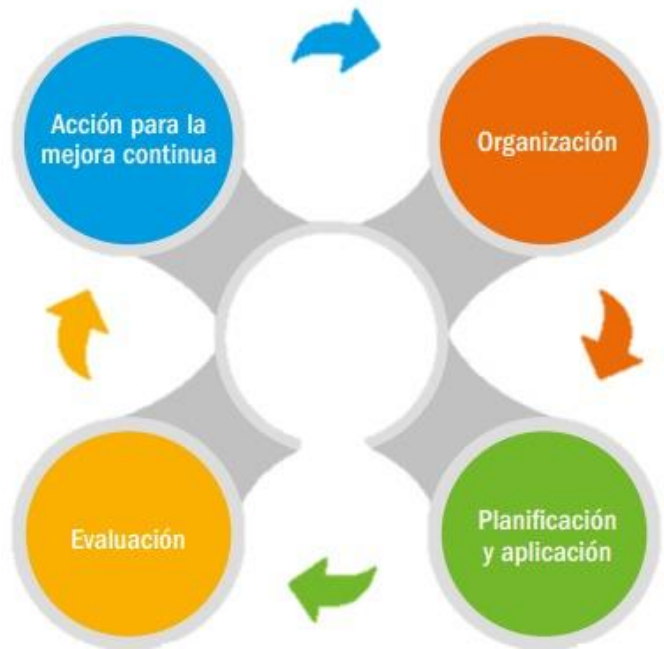 Acción para la
mejora continua
Organización
Planificación
y aplicación
Evaluación